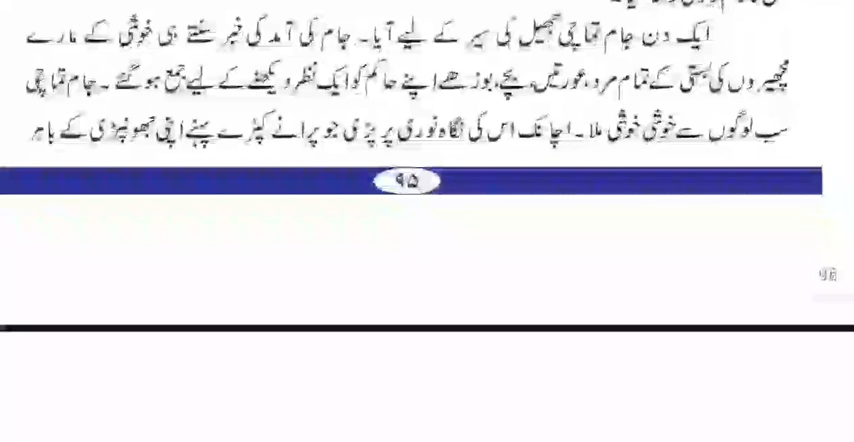 ایک دن جام تماچی جھیل کی سیر کے لیے آیا۔ جام کی آمد کی خبر سنتے ہی خوشی کے مارے
مچھیروں کی بستی کے تمام مرد، عورتیں، بچے، بوڑھے اپنے حاکم کو ایک نظر دیکھنے کے لیے جمع ہو گئے۔ جام تماچی
سب لوگوں سے خوشی خوشی ملا۔ اچانک اس کی نگاہ نوری پر پڑی جو پرانے کپڑے پہنے اپنی جھونپڑی کے باہر
۹۵